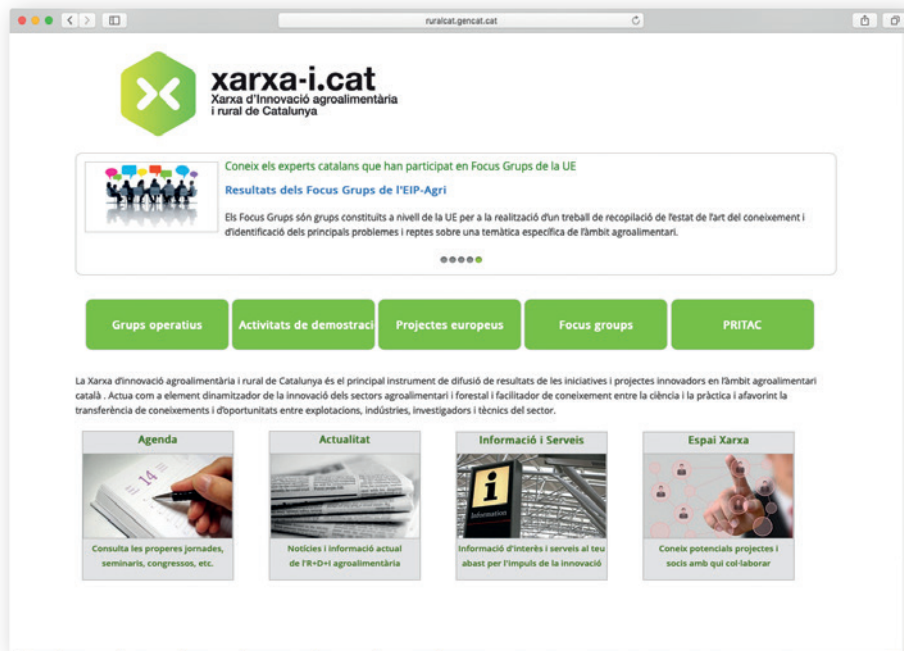 ruralcat.gencat.cat
xarxa-i.cat
Xarxa d'Innovació agroalimentària
i rural de Catalunya
Coneix els experts catalans que han participat en Focus Grups de la UE
Resultats dels Focus Grups de l'EIP-Agri
Els Focus Grups són grups constituïts a nivell de la UE per a la realització d'un treball de recopilació de l'estat de l'art del coneixement i
d'identificació dels principals problemes i reptes sobre una temàtica específica de l'àmbit agroalimentari.
Grups operatius
Activitats de demostraci
Projectes europeus
Focus groups
PRITAC
La Xarxa d'innovació agroalimentària i rural de Catalunya és el principal instrument de difusió de resultats de les iniciatives i projectes innovadors en l'àmbit agroalimentari
català . Actua com a element dinamitzador de la innovació dels sectors agroalimentari i forestal i facilitador de coneixement entre la ciència i la pràctica i afavorint la
transferència de coneixements i d'oportunitats entre explotacions, indústries, investigadors i tècnics del sector.
Agenda
14
Consulta les properes jornades,
seminaris, congressos, etc.
Actualitat
Notícies i informació actual
de l'R+D+I agroalimentària
Informació i Serveis
i
Information
Informació d'interès i serveis al teu
abast per l'impuls de la innovació
Espai Xarxa
Coneix potencials projectes i
socis amb qui col·laborar